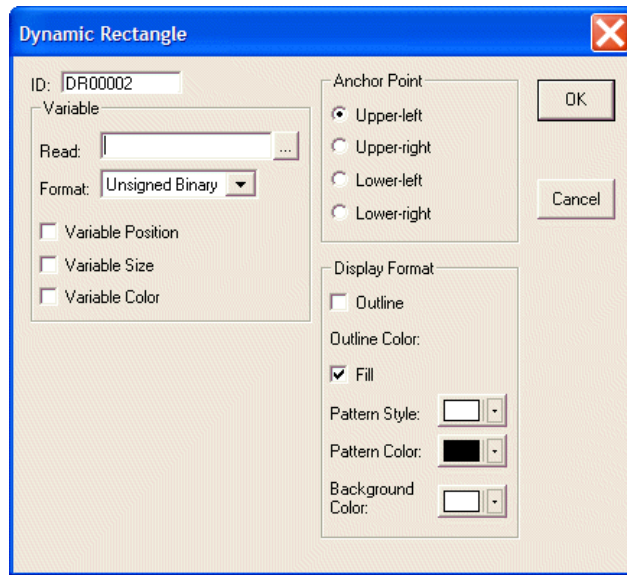 Dynamic Rectangle
ID: DR00002
Variable
Read: ...
Format: Unsigned Binary
Variable Position
Variable Size
Variable Color
Anchor Point
Upper-left
Upper-right
Lower-left
Lower-right
Display Format
Outline
Outline Color:
Fill
Pattern Style:
Pattern Color:
Background
Color:
OK
Cancel